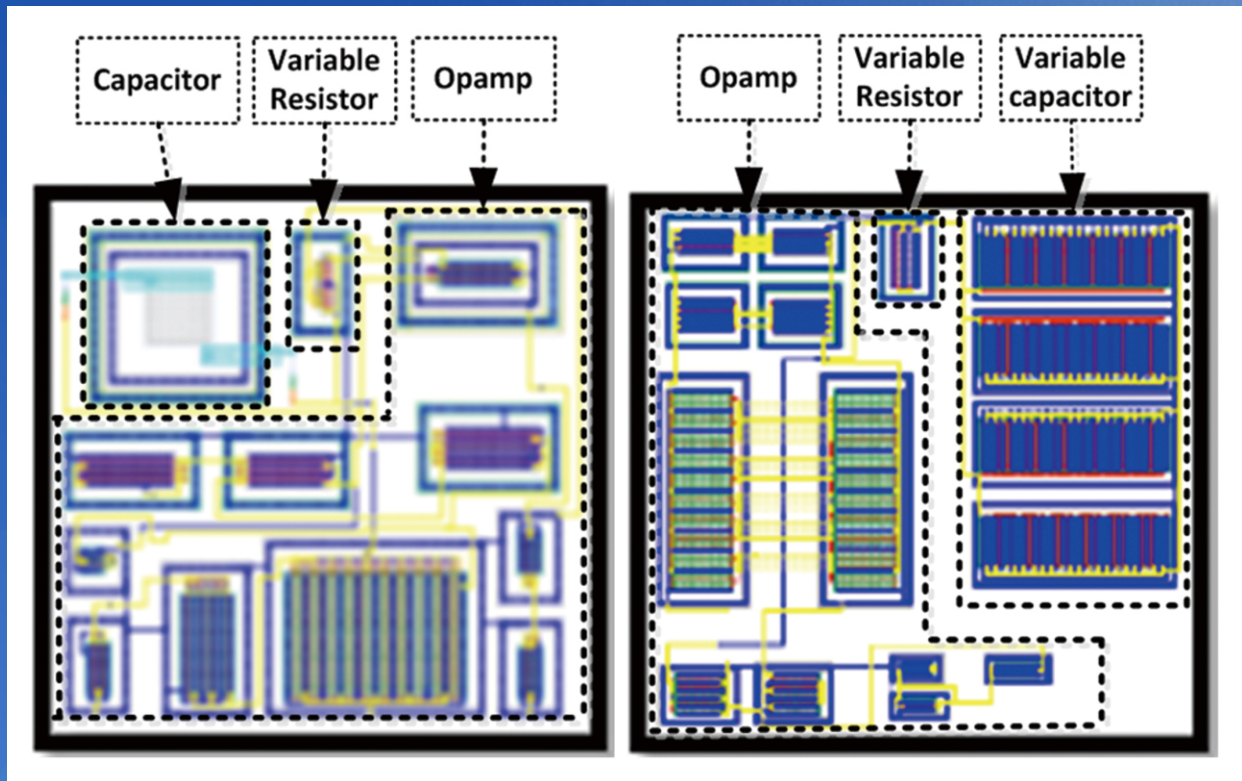 Capacitor
Variable
Resistor
Opamp
Opamp
Variable
Resistor
Variable
capacitor